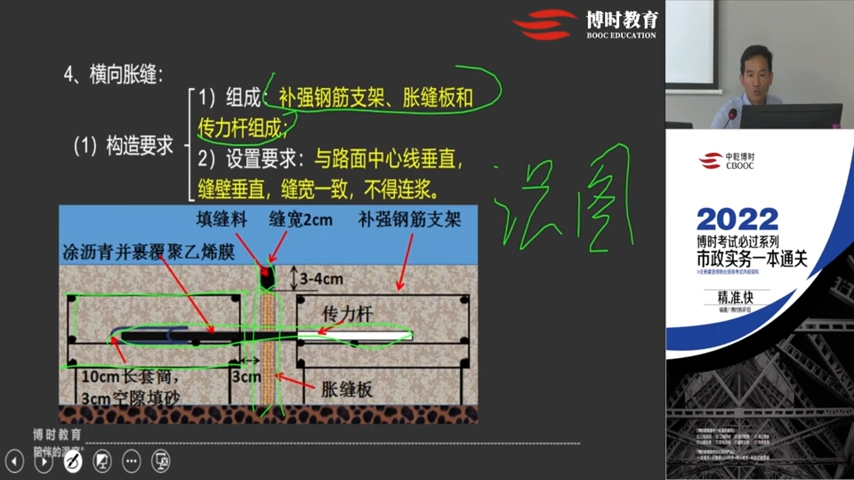 博时教育
BOOC EDUCATION
4、横向胀缝：
（1）构造要求
1）组成：补强钢筋支架、胀缝板和
传力杆组成；
2）设置要求：与路面中心线垂直，
缝壁垂直，缝宽一致，不得连浆。
识图
填缝料 缝宽2cm 补强钢筋支架
涂沥青并裹覆聚乙烯膜
3-4cm
传力杆
10cm长套筒，
3cm空隙填砂
3cm
胀缝板
博时教育
陪伴的温度
中乾博时
CBOOC
2022
博时考试必过系列
市政实务一本通关
精.准.快